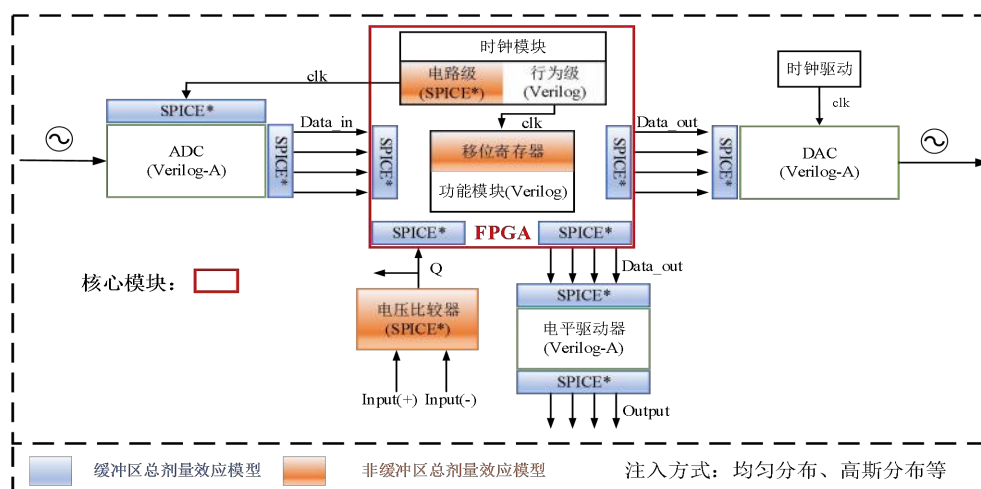 时钟模块
电路级
(SPICE*)
行为级
(Verilog)
时钟驱动
clk
clk
clk
SPICE*
ADC
(Verilog-A)
SPICE*
Data_in
SPICE*
移位寄存器
功能模块(Verilog)
SPICE*
Data_out
SPICE*
DAC
(Verilog-A)
SPICE*
FPGA
SPICE*
Q
Data_out
核心模块：
电压比较器
(SPICE*)
SPICE*
电平驱动器
(Verilog-A)
SPICE*
Input(+)
Input(-)
Output
缓冲区总剂量效应模型
非缓冲区总剂量效应模型
注入方式：均匀分布、高斯分布等